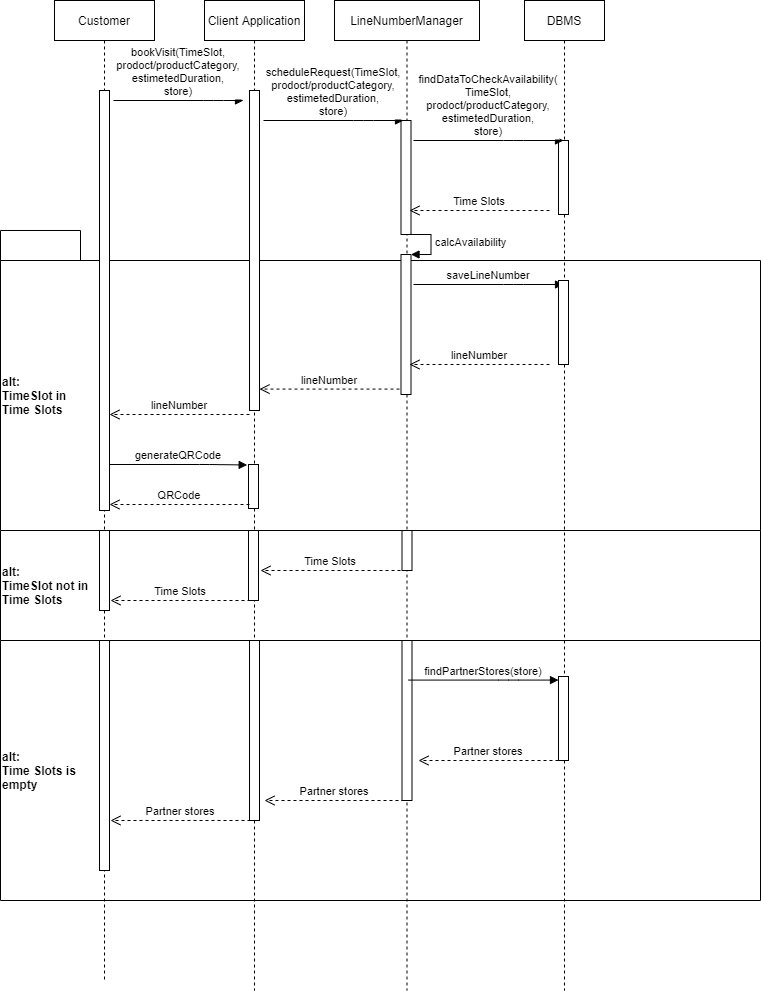 Customer
Client Application
LineNumberManager
DBMS
bookVisit(TimeSlot,
prodoct/productCategory,
estimetedDuration,
store)
scheduleRequest(TimeSlot,
prodoct/productCategory,
estimetedDuration,
store)
findDataToCheckAvailability(
TimeSlot,
prodoct/productCategory,
estimetedDuration,
store)
Time Slots
calcAvailability
saveLineNumber
lineNumber
lineNumber
lineNumber
alt:
TimeSlot in
Time Slots
generateQRCode
QRCode
Time Slots
Time Slots
alt:
TimeSlot not in
Time Slots
findPartnerStores(store)
Partner stores
Partner stores
Partner stores
alt:
Time Slots is
empty